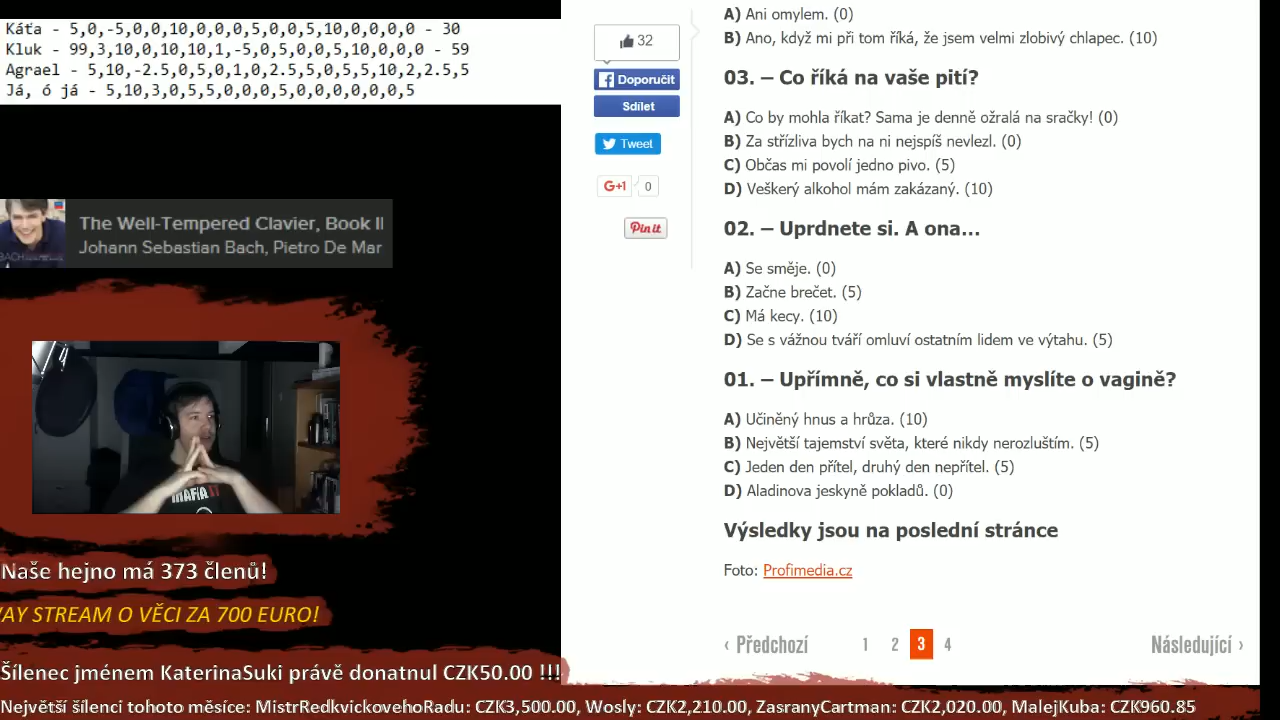 Káťa - 5,0,-5,0,0,10,0,0,0,5,0,0,5,10,0,0,0,0 - 30
Kluk - 99,3,10,0,10,10,1,-5,0,5,0,0,5,10,0,0,0 - 59
Agrael - 5,10,-2.5,0,5,0,1,0,2.5,5,0,5,5,10,2,2.5,5
Já, ó já - 5,10,3,0,5,5,0,0,0,5,0,0,0,0,0,0,5
The Well-Tempered Clavier, Book II
Johann Sebastian Bach, Pietro De Mar
BACH
MAFIA II
Naše hejno má 373 členů!
WAY STREAM O VĚCI ZA 700 EURO!
Šílenec jménem KaterinaSuki právě donatnul CZK50.00 !!!
Největší šílenci tohoto měsíce: MistrRedkvickovehoRadu: CZK3,500.00, Wosly: CZK2,210.00, ZasranyCartman: CZK2,020.00, MalejKuba: CZK960.85
32
Doporučit
Sdílet
Tweet
G+1 0
Pinit
A) Ani omylem. (0)
B) Ano, když mi při tom říká, že jsem velmi zlobivý chlapec. (10)
03. – Co říká na vaše pití?
A) Co by mohla říkat? Sama je denně ožralá na sračky! (0)
B) Za střízliva bych na ni nejspíš nevlezl. (0)
C) Občas mi povolí jedno pivo. (5)
D) Veškerý alkohol mám zakázaný. (10)
02. – Uprdnete si. A ona…
A) Se směje. (0)
B) Začne brečet. (5)
C) Má kecy. (10)
D) Se s vážnou tváří omluví ostatním lidem ve výtahu. (5)
01. – Upřímně, co si vlastně myslíte o vagině?
A) Učiněný hnus a hrůza. (10)
B) Největší tajemství světa, které nikdy nerozluštím. (5)
C) Jeden den přítel, druhý den nepřítel. (5)
D) Aladinova jeskyně pokladů. (0)
Výsledky jsou na poslední stránce
Foto: Profimedia.cz
‹ Předchozí 1 2 3 4 Následující ›